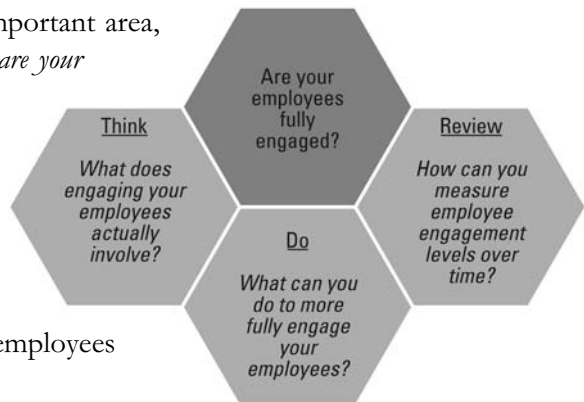 mportant area,
are your
Are your
employees
fully
engaged?
Think
What does
engaging your
employees
actually
involve?
Do
What can you
do to more
fully engage
your
employees?
Review
How can you
measure
employee
engagement
levels over
time?
employees